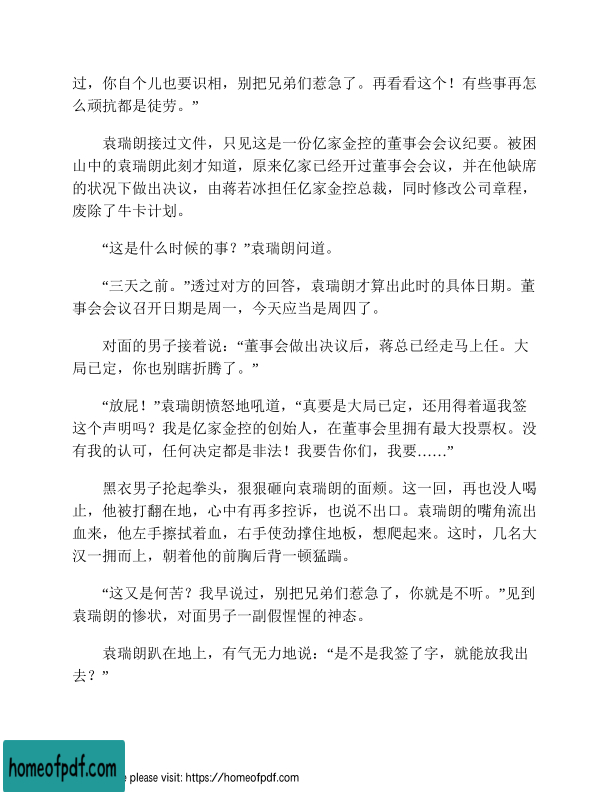 过，你自个儿也要识相，别把兄弟们惹急了。再看看这个！有些事再怎
么顽抗都是徒劳。”
袁瑞朗接过文件，只见这是一份亿家金控的董事会会议纪要。被困
山中的袁瑞朗此刻才知道，原来亿家已经开过董事会会议，并在他缺席
的状况下做出决议，由蒋若冰担任亿家金控总裁，同时修改公司章程，
废除了牛卡计划。
“这是什么时候的事？”袁瑞朗问道。
“三天之前。”透过对方的回答，袁瑞朗才算出此时的具体日期。董
事会会议召开日期是周一，今天应当是周四了。
对面的男子接着说：“董事会做出决议后，蒋总已经走马上任。大
局已定，你也别瞎折腾了。”
“放屁！”袁瑞朗愤怒地吼道，“真要是大局已定，还用得着逼我签
这个声明吗？我是亿家金控的创始人，在董事会里拥有最大投票权。没
有我的认可，任何决定都是非法！我要告你们，我要……”
黑衣男子抡起拳头，狠狠砸向袁瑞朗的面颊。这一回，再也没人喝
止，他被打翻在地，心中有再多控诉，也说不出口。袁瑞朗的嘴角流出
血来，他左手擦拭着血，右手使劲撑住地板，想爬起来。这时，几名大
汉一拥而上，朝着他的前胸后背一顿猛踹。
“这又是何苦？我早说过，别把兄弟们惹急了，你就是不听。”见到
袁瑞朗的惨状，对面男子一副假惺惺的神态。
袁瑞朗趴在地上，有气无力地说：“是不是我签了字，就能放我出
去？”
homeofpdf.com
e please visit: https://homeofpdf.com